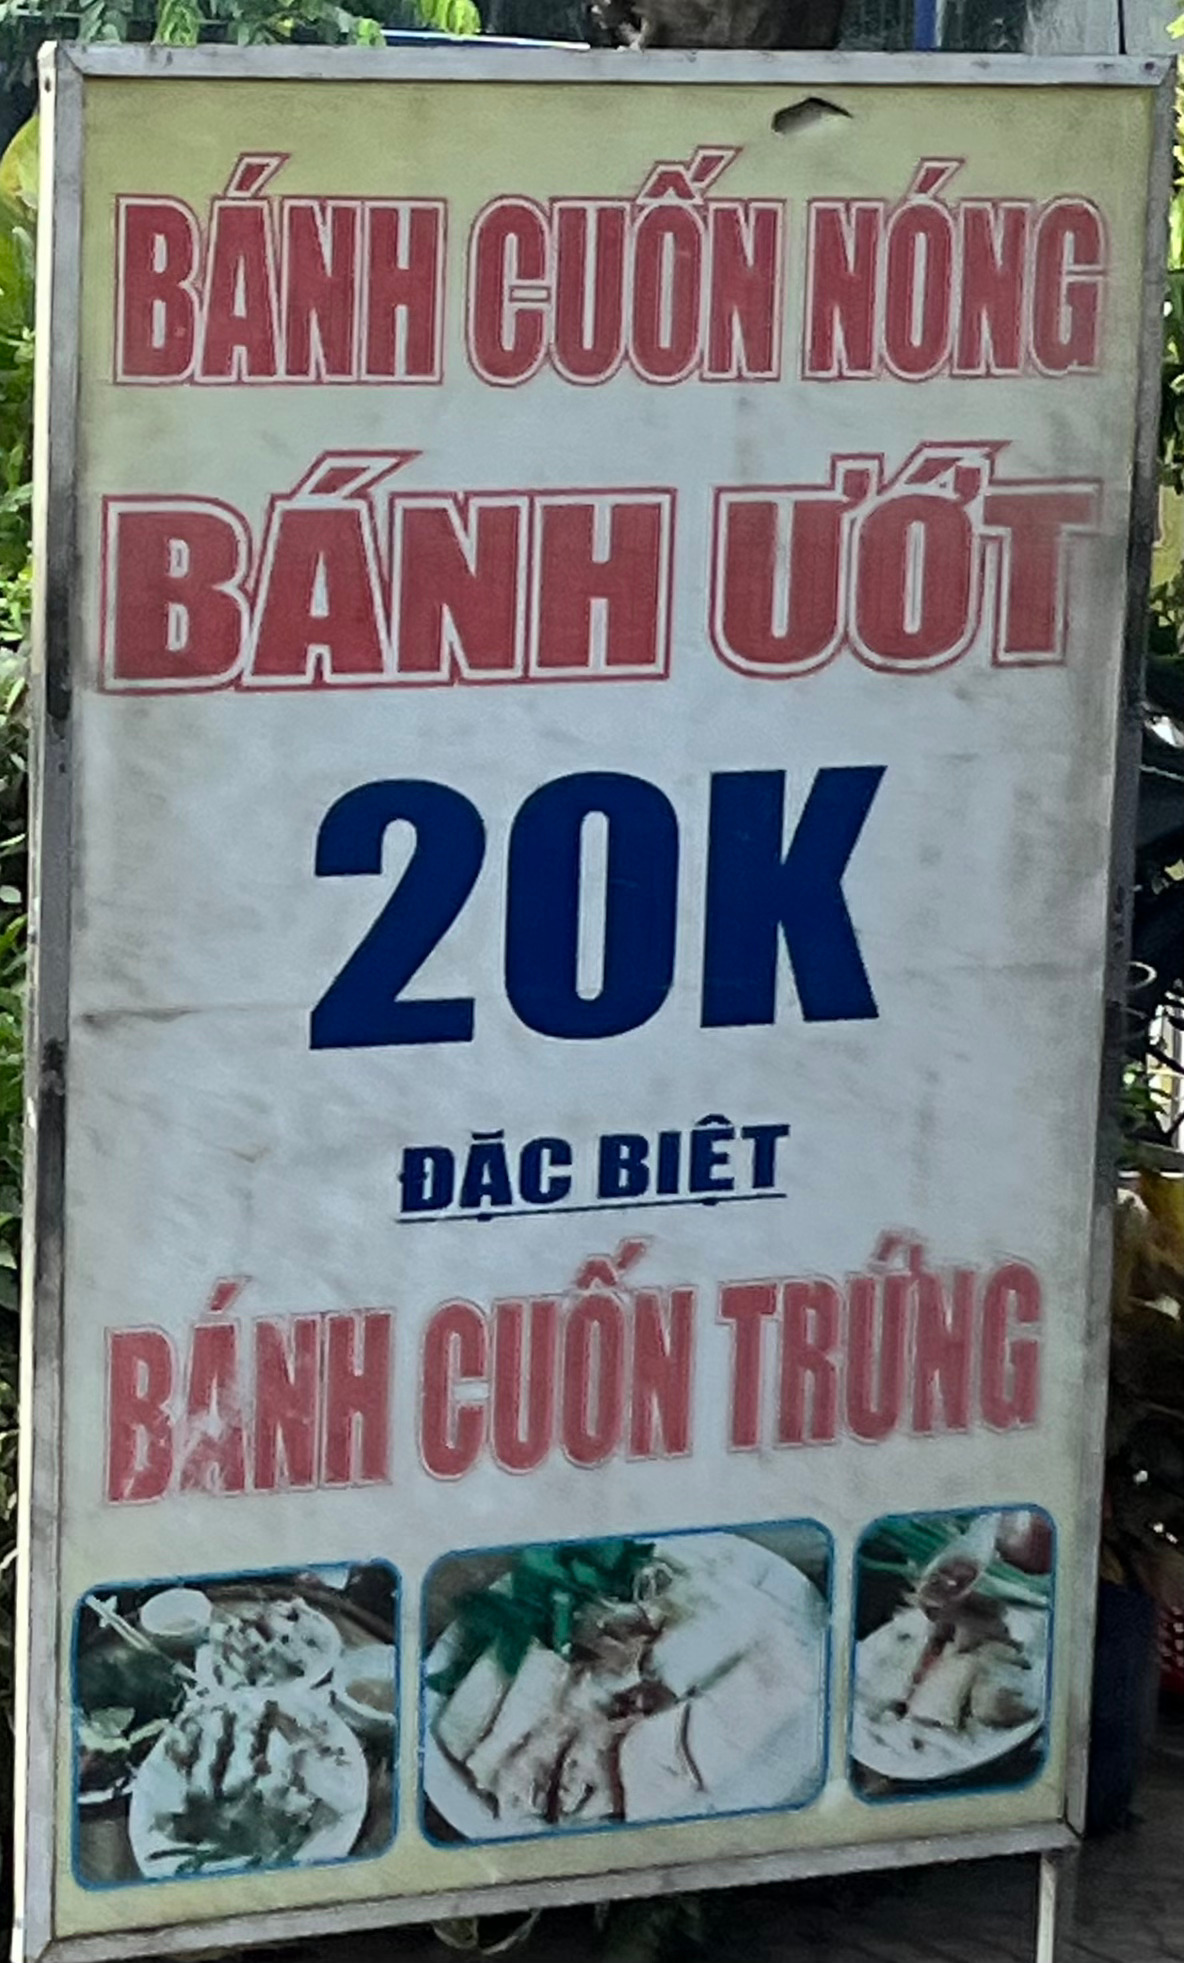 BÁNH CUỐN NÓNG
BÁNH ƯỚT
20K
ĐẶC BIỆT
BÁNH CUỐN TRỨNG